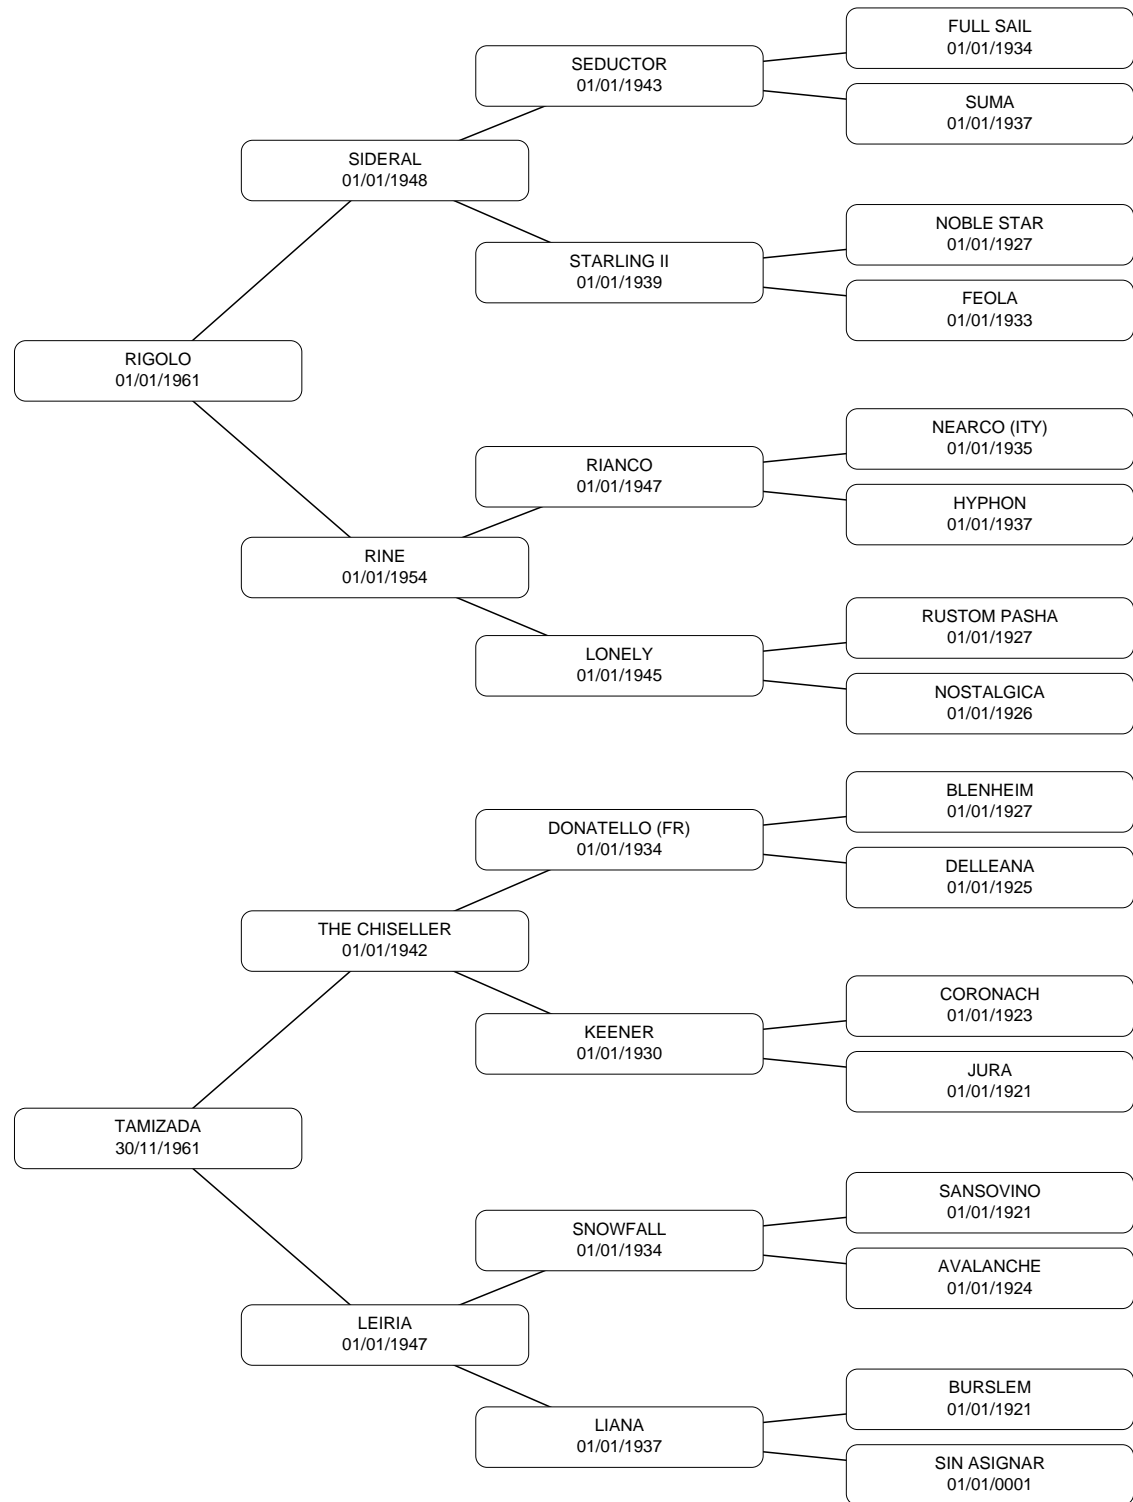 FULL SAIL
01/01/1934
SEDUCTOR
01/01/1943
SUMA
01/01/1937
SIDERAL
01/01/1948
NOBLE STAR
01/01/1927
STARLING II
01/01/1939
FEOLA
01/01/1933
RIGOLO
01/01/1961
NEARCO (ITY)
01/01/1935
RIANCO
01/01/1947
HYPHON
01/01/1937
RINE
01/01/1954
RUSTOM PASHA
01/01/1927
LONELY
01/01/1945
NOSTALGICA
01/01/1926
BLENHEIM
01/01/1927
DONATELLO (FR)
01/01/1934
DELLEANA
01/01/1925
THE CHISELLER
01/01/1942
CORONACH
01/01/1923
KEENER
01/01/1930
JURA
01/01/1921
TAMIZADA
30/11/1961
SANSOVINO
01/01/1921
SNOWFALL
01/01/1934
AVALANCHE
01/01/1924
LEIRIA
01/01/1947
BURSLEM
01/01/1921
LIANA
01/01/1937
SIN ASIGNAR
01/01/0001